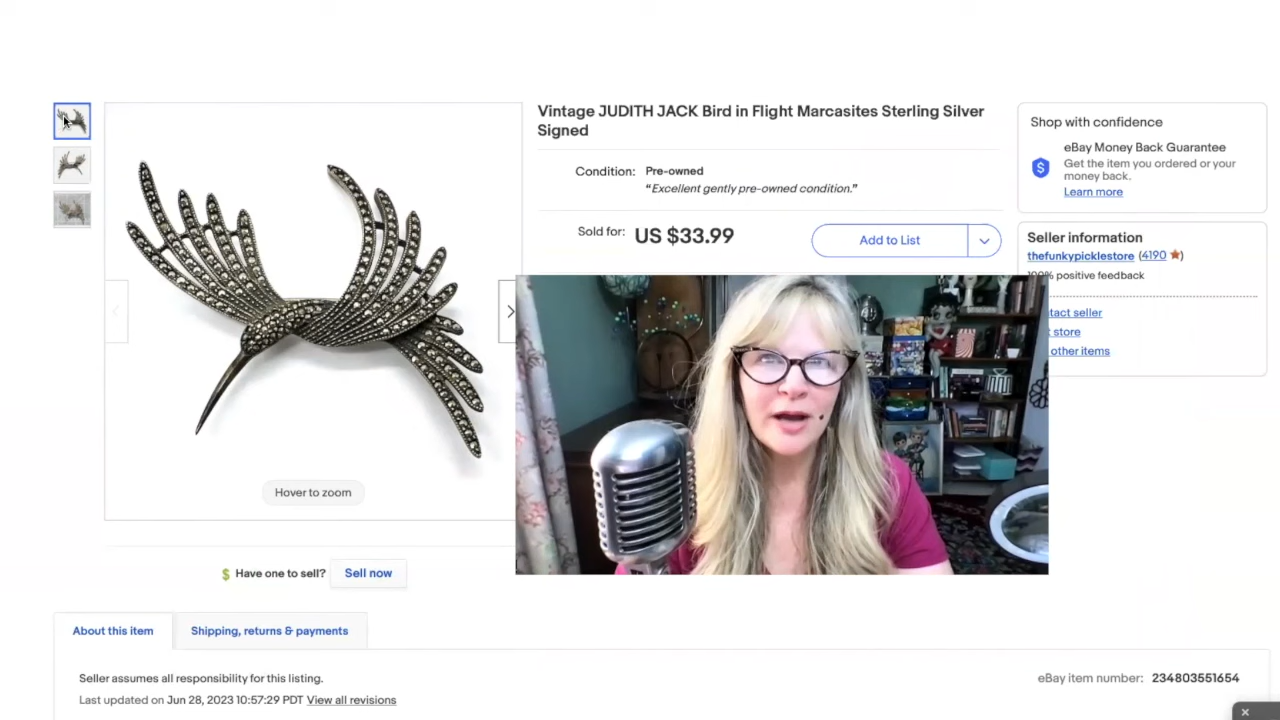 Vintage JUDITH JACK Bird in Flight Marcasites Sterling Silver
Signed
Condition: Pre-owned
“Excellent gently pre-owned condition.”
Sold for: US $33.99
Add to List
Shop with confidence
eBay Money Back Guarantee
Get the item you ordered or your
money back.
Learn more
Seller information
thefunkypicklestore (4190 )
100% positive feedback
tact seller
t store
other items
Hover to zoom
Have one to sell? Sell now
About this item
Shipping, returns & payments
Seller assumes all responsibility for this listing.
Last updated on Jun 28, 2023 10:57:29 PDT View all revisions
eBay item number: 234803551654